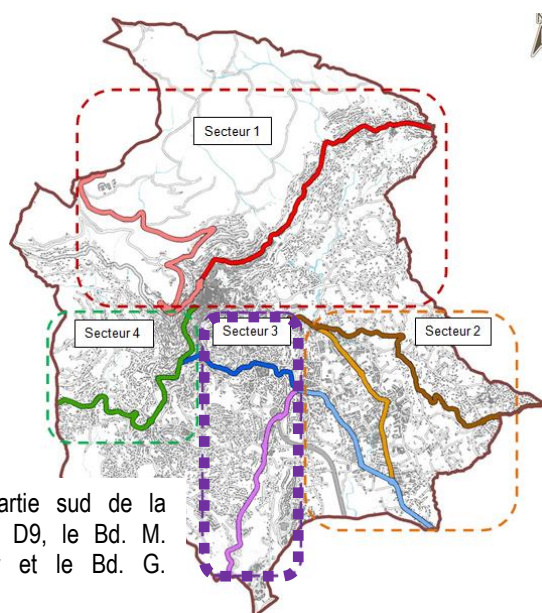 N
Secteur 1
Secteur 4
Secteur 3
Secteur 2
artie sud de la
D9, le Bd. M.
et le Bd. G.